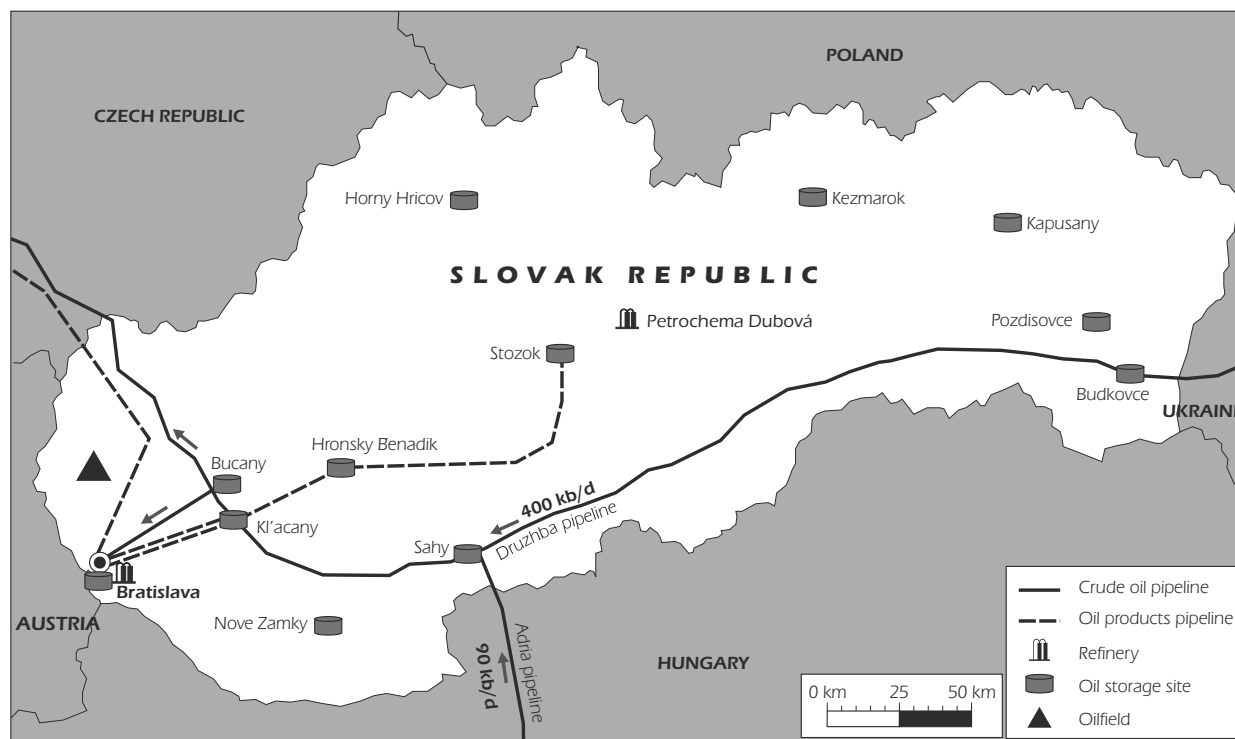 POLAND
CZECH REPUBLIC
Horny Hricov
Kezmarok
Kapusany
SLOVAK REPUBLIC
Petrochema Dubová
Pozdisovce
Stozok
Budkovce
UKRAINE
Hronsky Benadik
Bucany
400 kb/d
Druzhba pipeline
Kl'acany
Sahy
Bratislava
AUSTRIA
Nove Zamky
Adria pipeline
90 kb/d
HUNGARY
0 km 25 50 km
Crude oil pipeline
Oil products pipeline
Refinery
Oil storage site
Oilfield